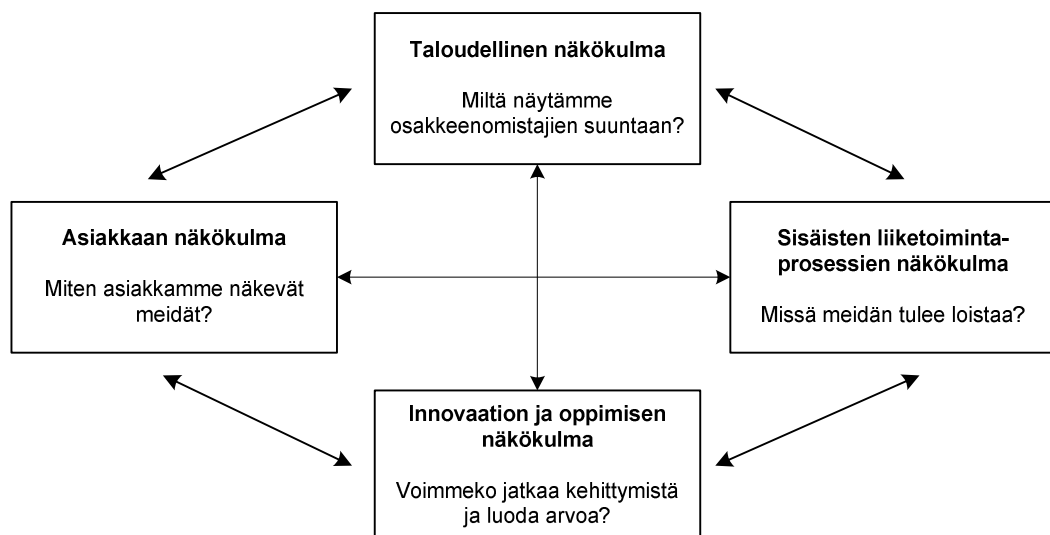 Taloudellinen näkökulma
Miltä näytämme
osakkeenomistajien suuntaan?
Asiakkaan näkökulma
Miten asiakkamme näkevät
meidät?
Sisäisten liiketoiminta-
prosessien näkökulma
Missä meidän tulee loistaa?
Innovaation ja oppimisen
näkökulma
Voimmeko jatkaa kehittymistä
ja luoda arvoa?